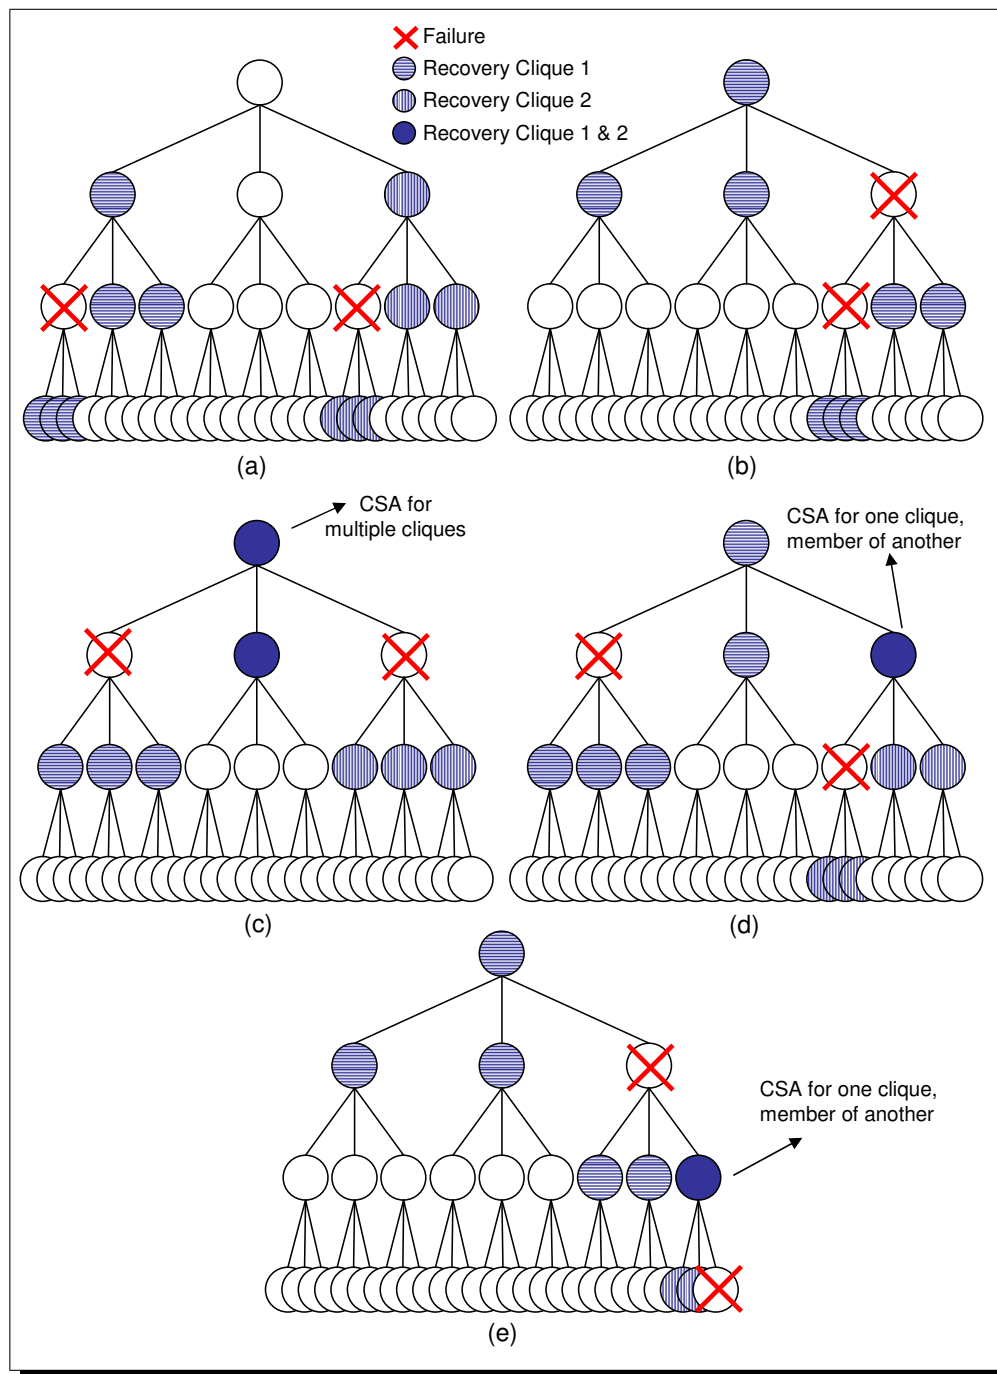 Failure
Recovery Clique 1
Recovery Clique 2
Recovery Clique 1 & 2
(a)
(b)
CSA for
multiple cliques
CSA for one clique,
member of another
(c)
(d)
CSA for one clique,
member of another
(e)